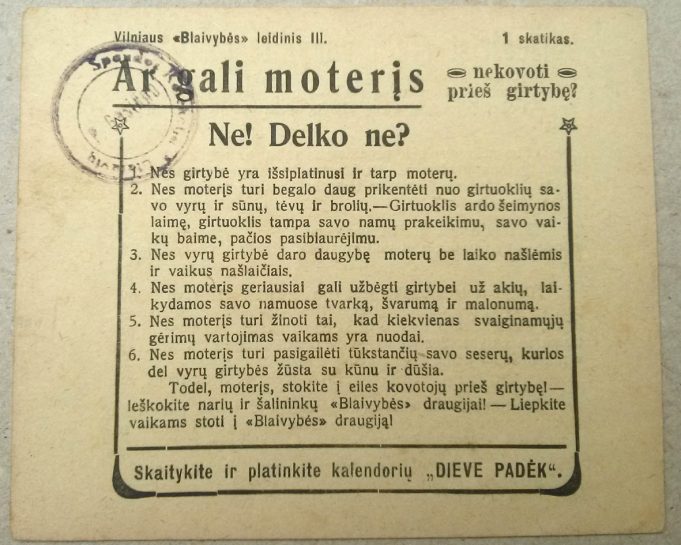 Vilniaus «Blaivybės» leidinis III. 1 skatikas.
Ar gali moterįs nekovoti prieš girtybę?
Ne! Delko ne?
1. Nes girtybė yra išsiplatinusi ir tarp moterų.
2. Nes moterįs turi begalo daug prikentėti nuo girtuoklių sa-
vo vyrų ir sūnų, tėvų ir brolių.—Girtuoklis ardo šeimynos
laimę, girtuoklis tampa savo namų prakeikimu, savo vai-
kų baime, pačios pasibiaurėjimu.
3. Nes vyrų girtybė daro daugybę moterų be laiko našlėmis
ir vaikus našlaičiais.
4. Nes moterįs geriausiai gali užbėgti girtybei už akių, lai-
kydamos savo namuose tvarką, švarumą ir malonumą.
5. Nes moterįs turi žinoti tai, kad kiekvienas svaiginamųjų
gėrimų vartojimas vaikams yra nuodai.
6. Nes moterįs turi pasigailėti tūkstančių savo seserų, kurios
del vyrų girtybės žūsta su kūnu ir dūšia.
Todel, moterįs, stokite į eiles kovotojų prieš girtybę!—
Ieškokite narių ir šalininkų «Blaivybės» draugijai!—Liepkite
vaikams stoti į «Blaivybės» draugiją!
Skaitykite ir platinkite kalendorių „DIEVE PADĖK“.